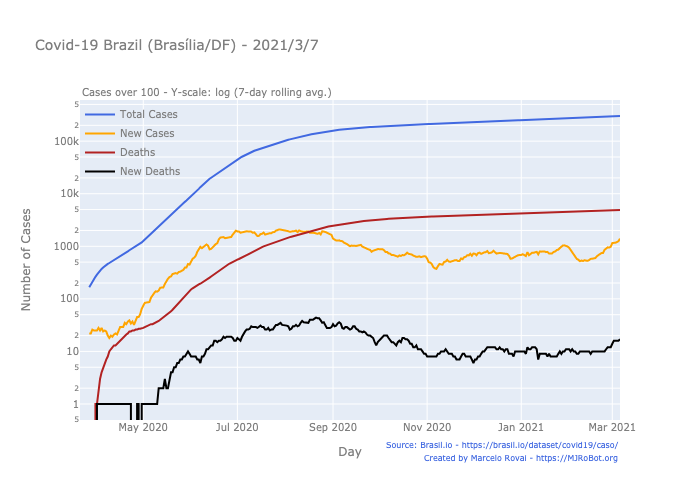 Covid-19 Brazil (Brasília/DF) - 2021/3/7
Cases over 100 - Y-scale: log (7-day rolling avg.)
Total Cases
New Cases
Deaths
New Deaths
Number of Cases
5
100k
5
2
10k
5
2
1000
5
2
100
5
2
10
5
2
1
5
May 2020
Jul 2020
Sep 2020
Nov 2020
Jan 2021
Mar 2021
Day
Source: Brasil.io - https://brasil.io/dataset/covid19/caso/
Created by Marcelo Rovai - https://MJRoBot.org